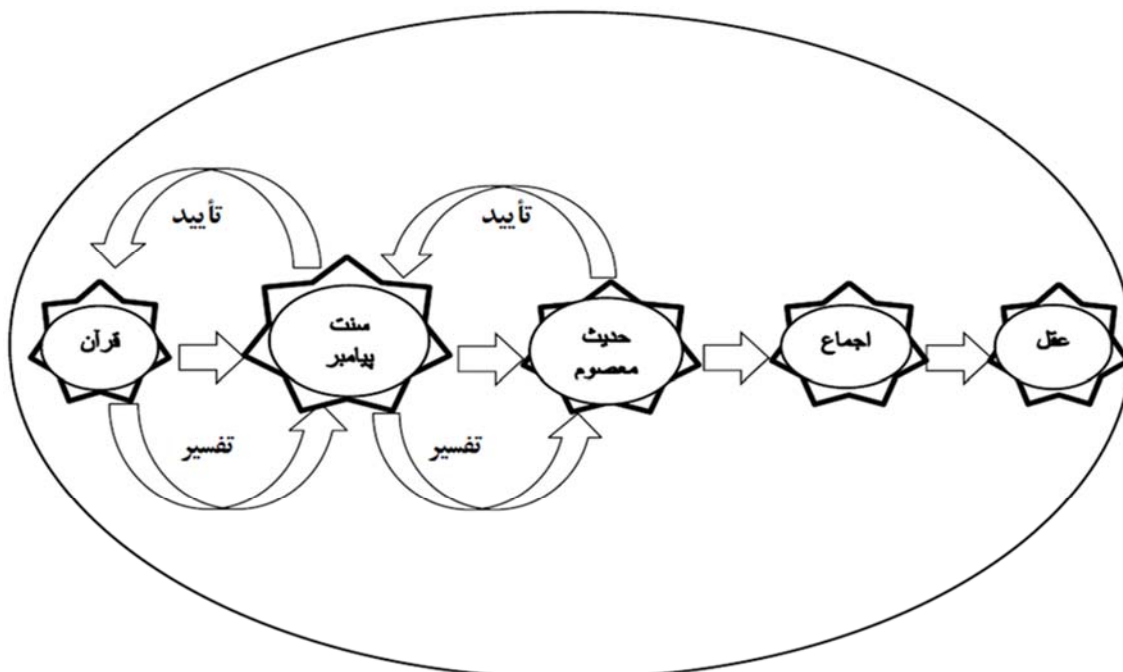 تأیید
تأیید
قرآن
سنت
پیامبر
حدیث
معصوم
اجماع
عقل
تفسیر
تفسیر